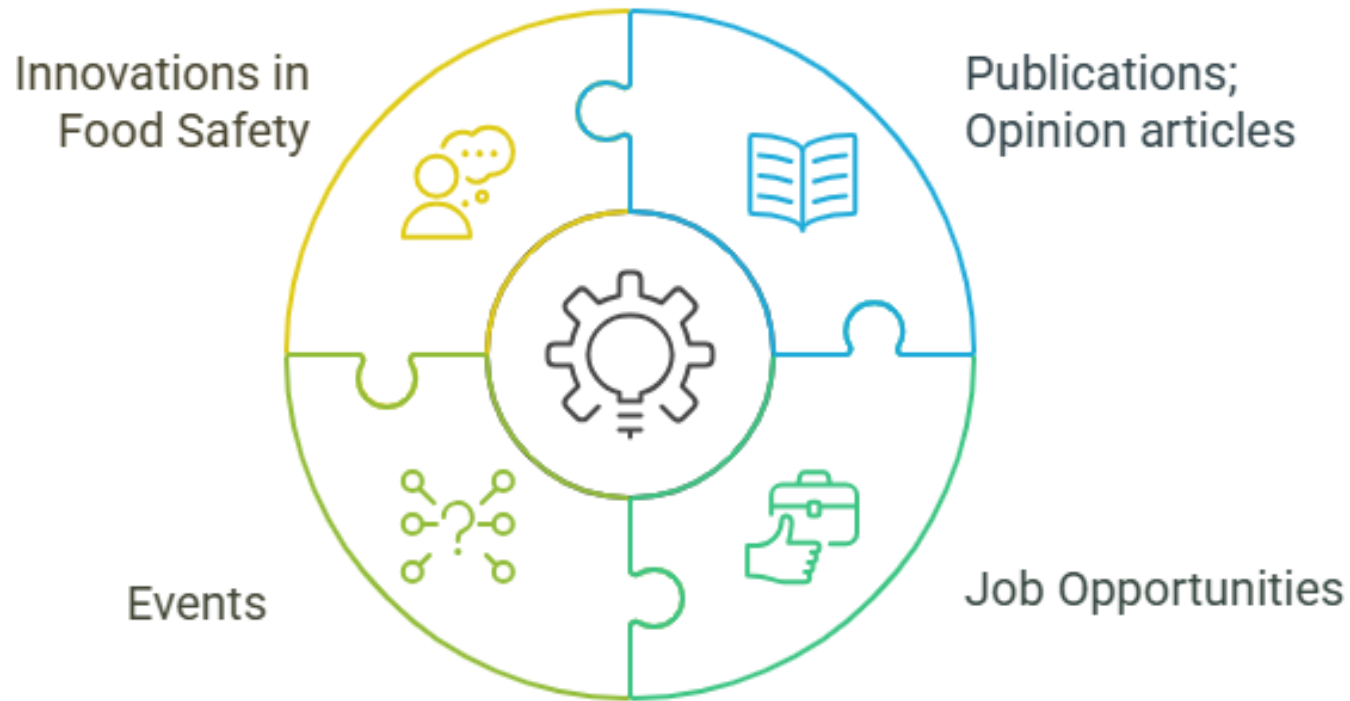 Innovations in
Food Safety
Publications;
Opinion articles
Events
Job Opportunities